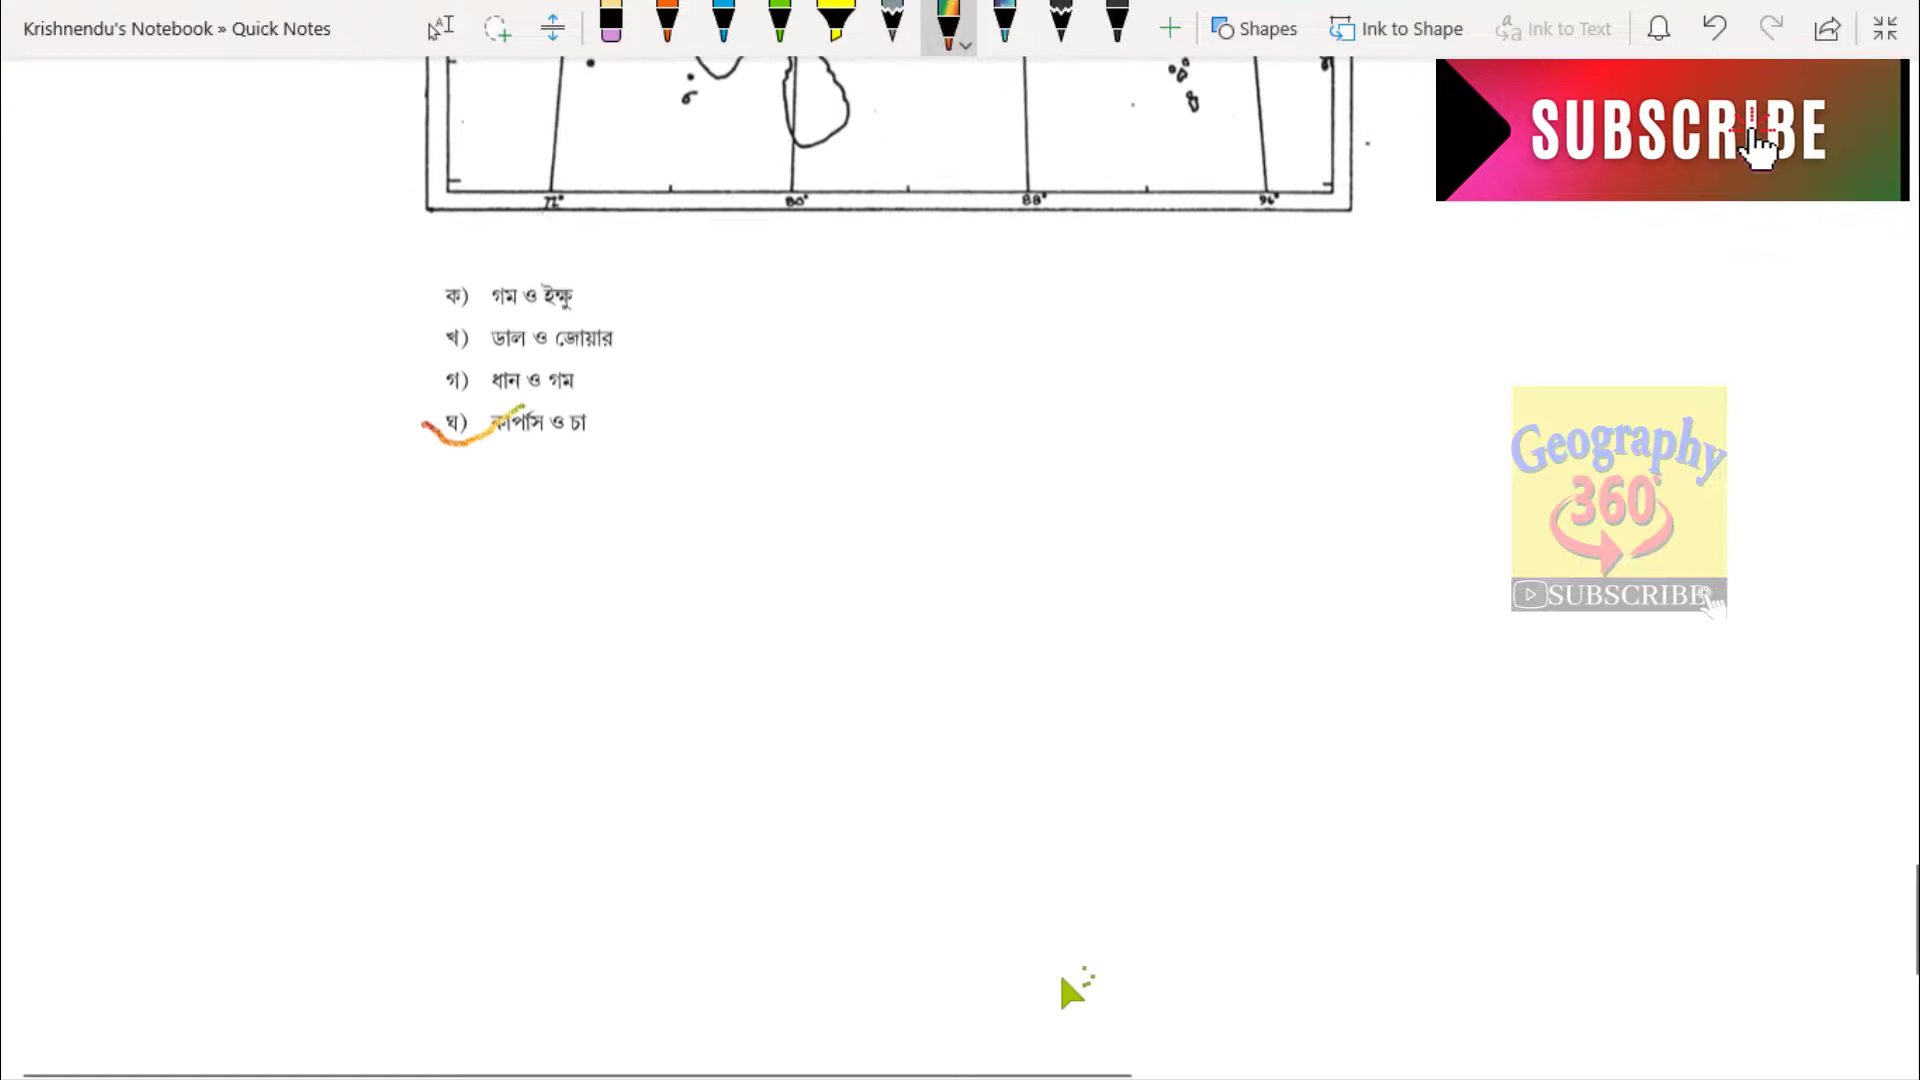 Krishnendu's Notebook » Quick Notes
Shapes
Ink to Shape
Ink to Text
SUBSCRIBE
72° 80° 88° 96°
ক) গম ও ইক্ষু
খ) ডাল ও জোয়ার
গ) ধান ও গম
ঘ) কার্পাস ও চা
Geography
360°
SUBSCRIBE